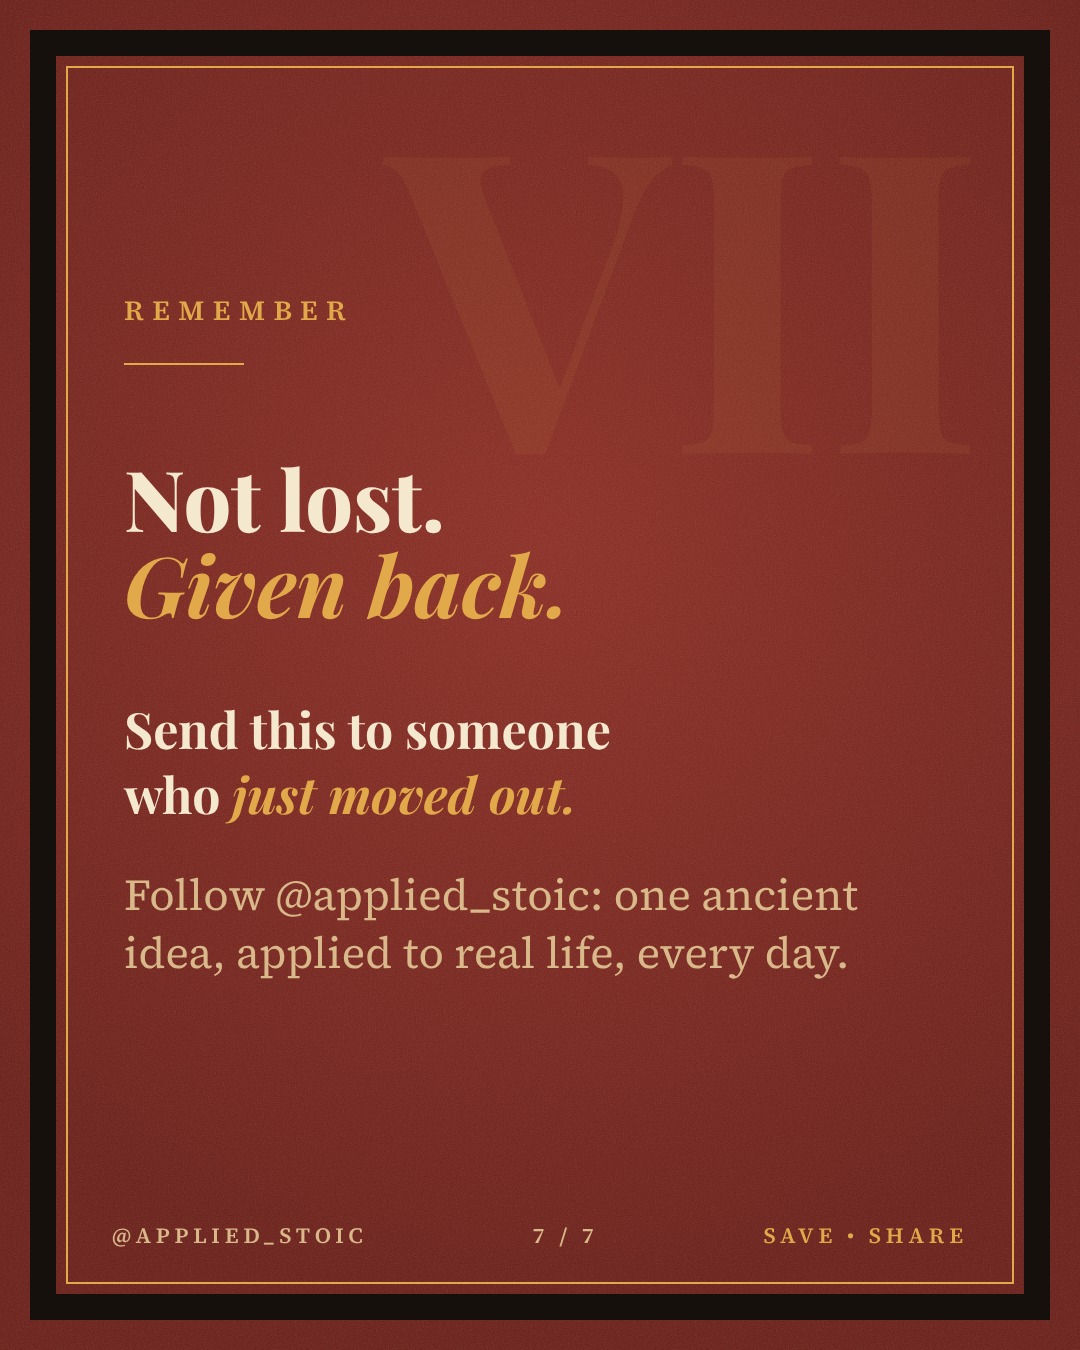 VII
REMEMBER
Not lost.
Given back.
Send this to someone
who just moved out.
Follow @applied_stoic: one ancient
idea, applied to real life, every day.
@APPLIED_STOIC
7 / 7
SAVE • SHARE